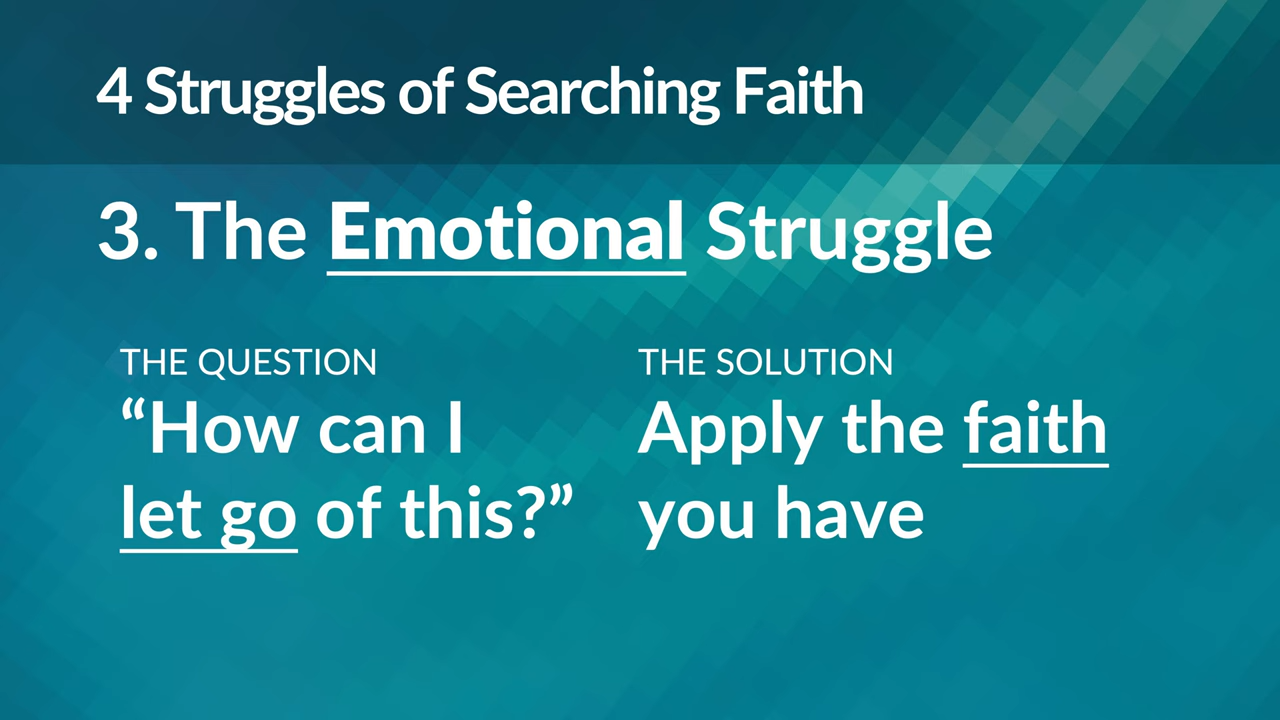 4 Struggles of Searching Faith
3. The Emotional Struggle
THE QUESTION
“How can I
let go of this?”
THE SOLUTION
Apply the faith
you have